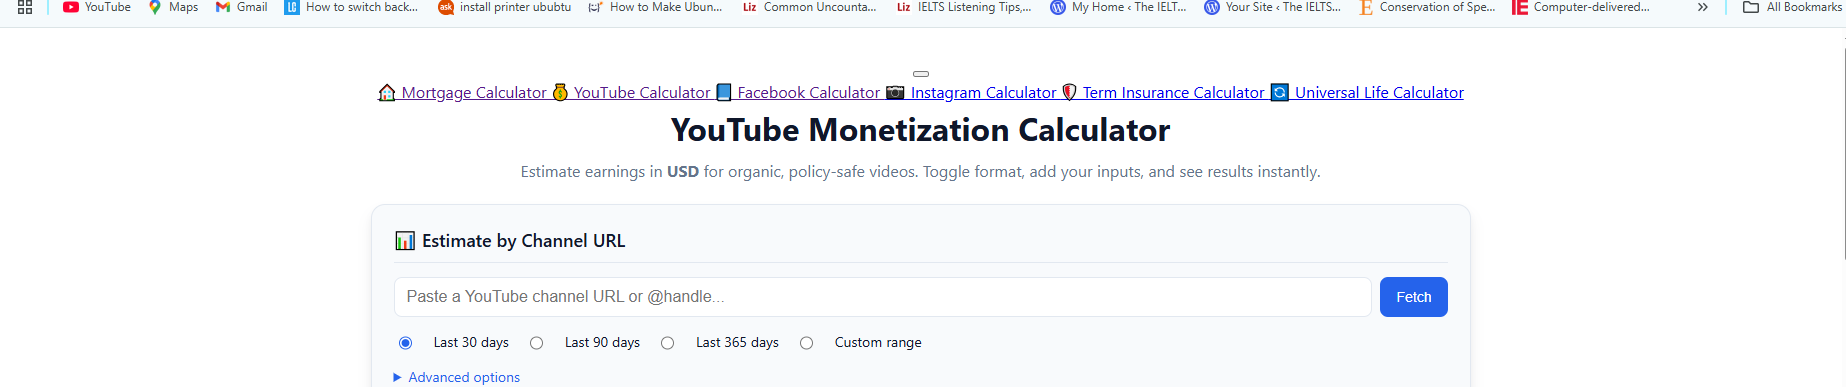 YouTube Maps Gmail How to switch back... install printer ububtu How to Make Ubun... Liz Common Uncounta... Liz IELTS Listening Tips,... My Home ‹ The IELT... Your Site ‹ The IELTS... E Conservation of Spe... IE Computer-delivered... » All Bookmarks
Mortgage Calculator YouTube Calculator Facebook Calculator Instagram Calculator Term Insurance Calculator Universal Life Calculator
YouTube Monetization Calculator
Estimate earnings in USD for organic, policy-safe videos. Toggle format, add your inputs, and see results instantly.
Estimate by Channel URL
Paste a YouTube channel URL or @handle... Fetch
Last 30 days Last 90 days Last 365 days Custom range
Advanced options